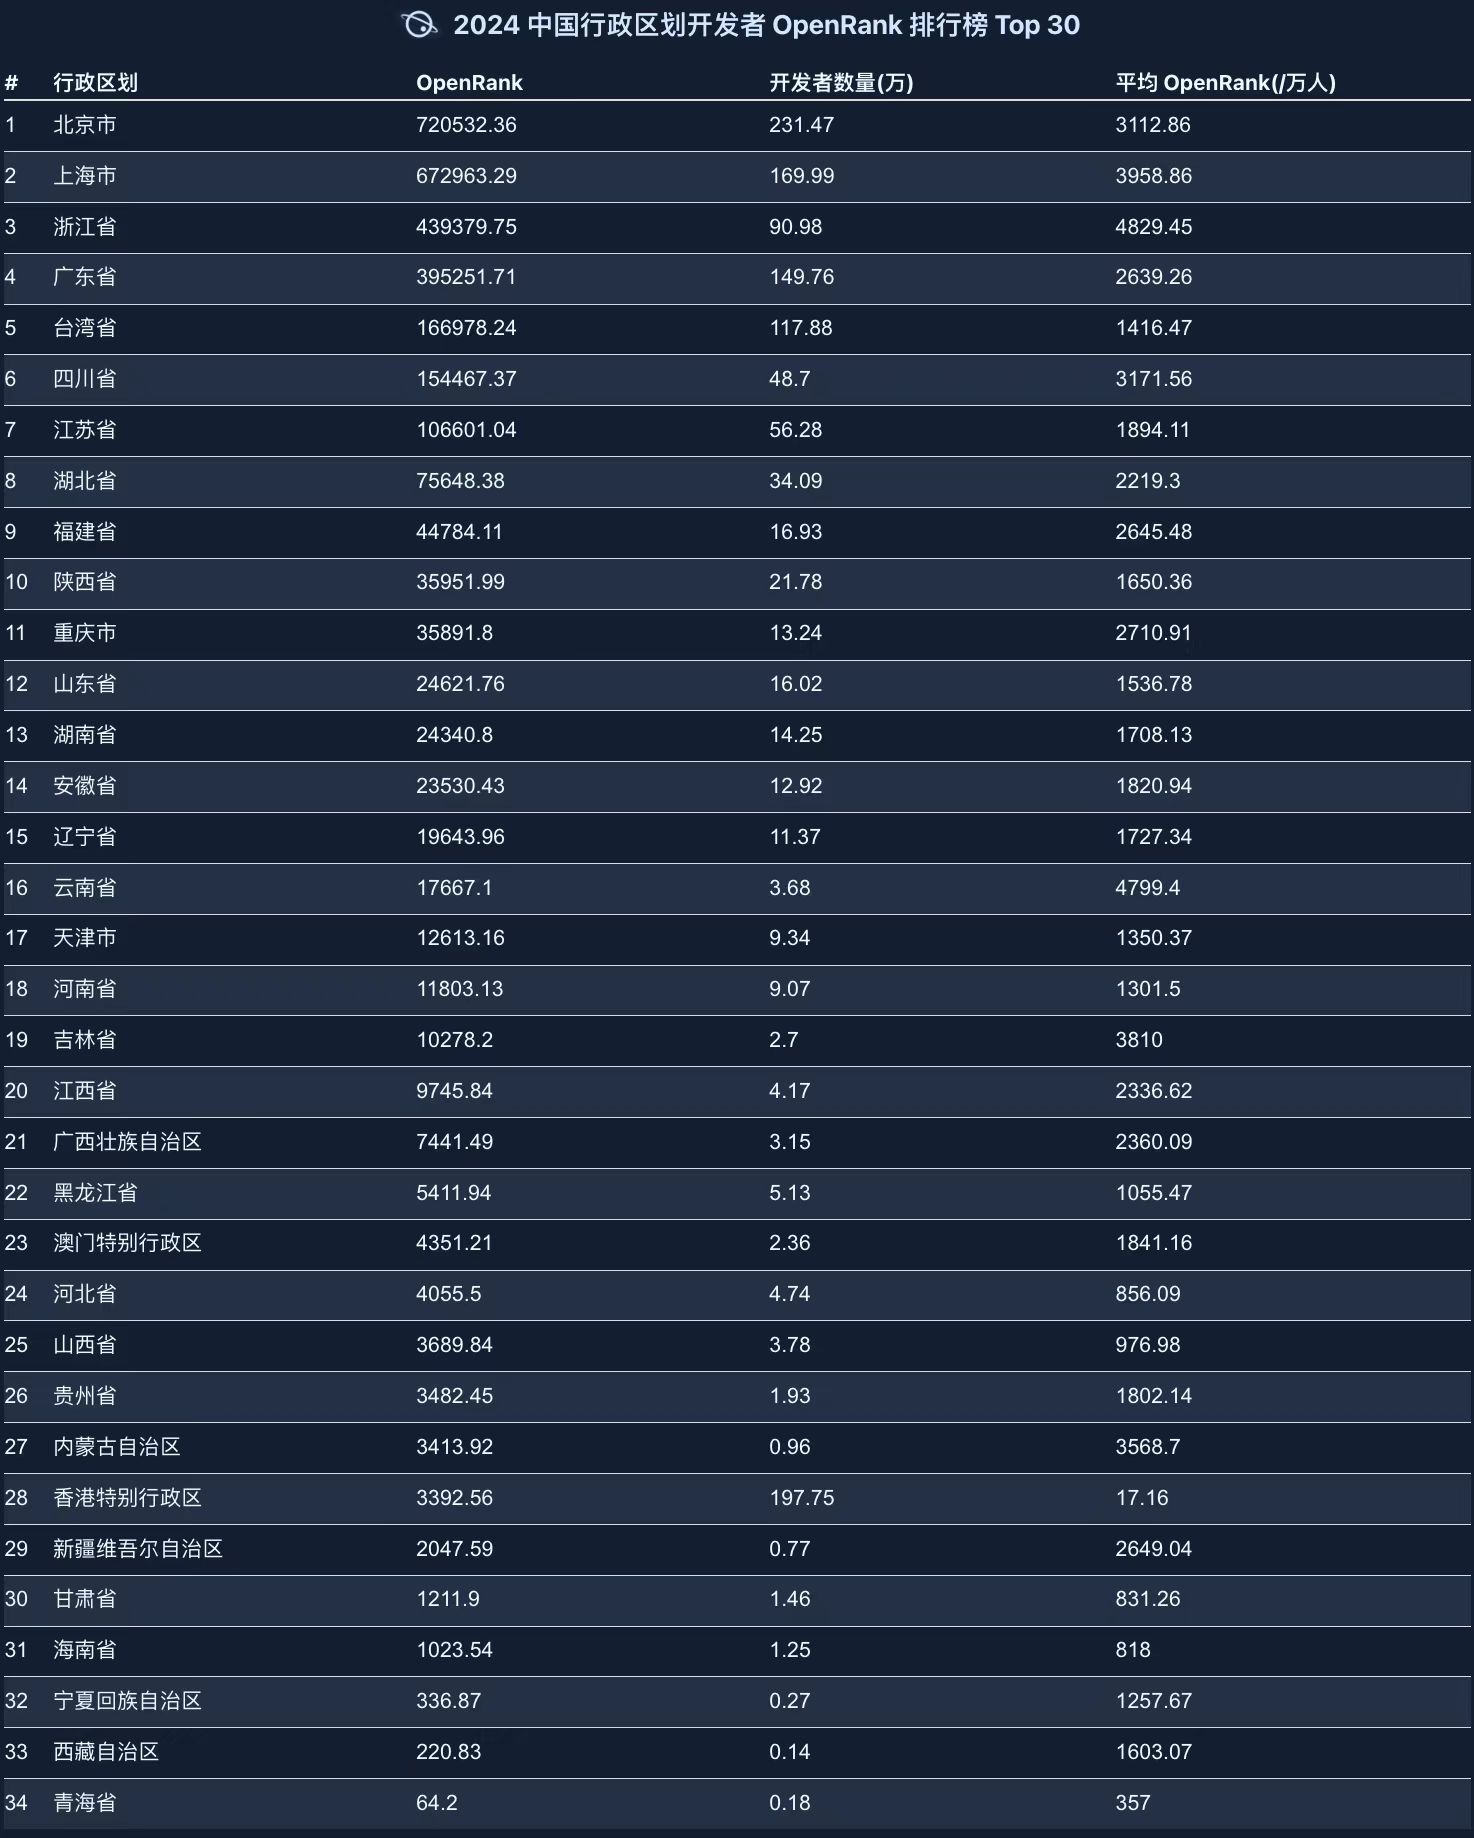 2024 中国行政区划开发者 OpenRank 排行榜 Top 30
# 行政区划 OpenRank 开发者数量(万) 平均 OpenRank(/万人)
1 北京市 720532.36 231.47 3112.86
2 上海市 672963.29 169.99 3958.86
3 浙江省 439379.75 90.98 4829.45
4 广东省 395251.71 149.76 2639.26
5 台湾省 166978.24 117.88 1416.47
6 四川省 154467.37 48.7 3171.56
7 江苏省 106601.04 56.28 1894.11
8 湖北省 75648.38 34.09 2219.3
9 福建省 44784.11 16.93 2645.48
10 陕西省 35951.99 21.78 1650.36
11 重庆市 35891.8 13.24 2710.91
12 山东省 24621.76 16.02 1536.78
13 湖南省 24340.8 14.25 1708.13
14 安徽省 23530.43 12.92 1820.94
15 辽宁省 19643.96 11.37 1727.34
16 云南省 17667.1 3.68 4799.4
17 天津市 12613.16 9.34 1350.37
18 河南省 11803.13 9.07 1301.5
19 吉林省 10278.2 2.7 3810
20 江西省 9745.84 4.17 2336.62
21 广西壮族自治区 7441.49 3.15 2360.09
22 黑龙江省 5411.94 5.13 1055.47
23 澳门特别行政区 4351.21 2.36 1841.16
24 河北省 4055.5 4.74 856.09
25 山西省 3689.84 3.78 976.98
26 贵州省 3482.45 1.93 1802.14
27 内蒙古自治区 3413.92 0.96 3568.7
28 香港特别行政区 3392.56 197.75 17.16
29 新疆维吾尔自治区 2047.59 0.77 2649.04
30 甘肃省 1211.9 1.46 831.26
31 海南省 1023.54 1.25 818
32 宁夏回族自治区 336.87 0.27 1257.67
33 西藏自治区 220.83 0.14 1603.07
34 青海省 64.2 0.18 357